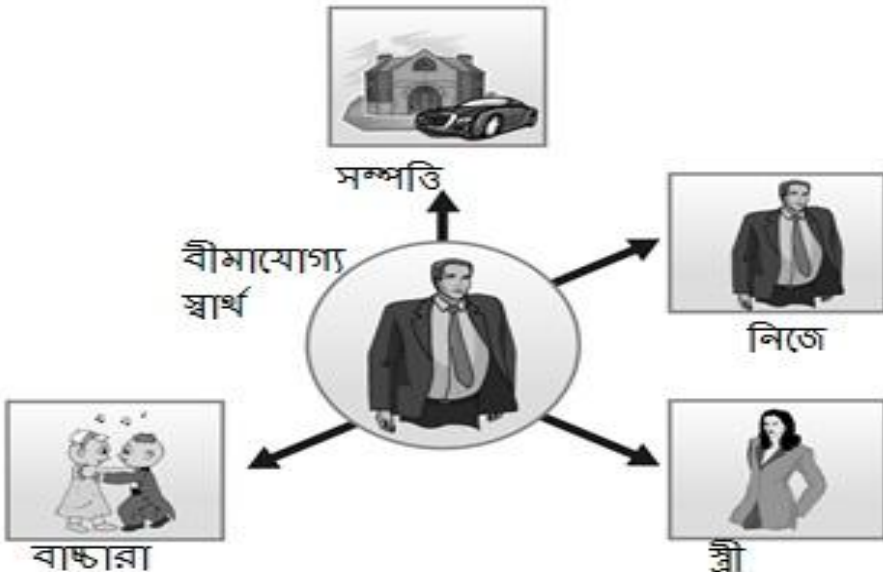 সম্পত্তি
বীমাযোগ্য
স্বার্থ
নিজে
বাচ্চারা
স্ত্রী